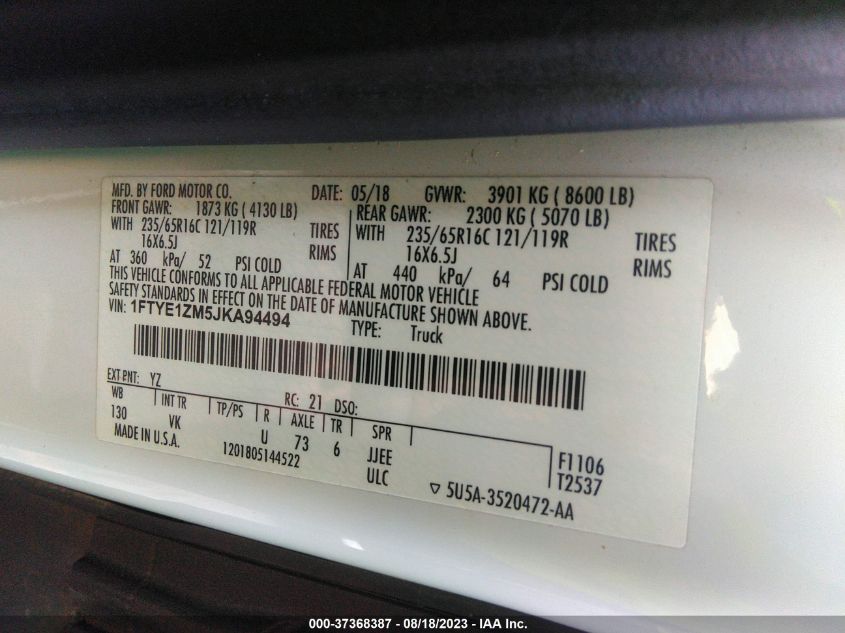 MFD. BY FORD MOTOR CO. DATE: 05/18 GVWR: 3901 KG ( 8600 LB)
FRONT GAWR: 1873 KG ( 4130 LB) REAR GAWR: 2300 KG ( 5070 LB)
WITH 235/65R16C 121/119R TIRES WITH 235/65R16C 121/119R TIRES
16X6.5J RIMS 16X6.5J RIMS
AT 360 kPa/ 52 PSI COLD AT 440 kPa/ 64 PSI COLD
THIS VEHICLE CONFORMS TO ALL APPLICABLE FEDERAL MOTOR VEHICLE
SAFETY STANDARDS IN EFFECT ON THE DATE OF MANUFACTURE SHOWN ABOVE.
VIN: 1FTYE1ZM5JKA94494 TYPE: Truck
EXT PNT: YZ RC: 21 DSO:
WB INT TR TP/PS R AXLE TR SPR
130 VK U 73 6 JJEE F1106
MADE IN U.S.A. 1201805144522 ULC T2537
▽ 5U5A-3520472-AA
000-37368387 - 08/18/2023 - IAA Inc.